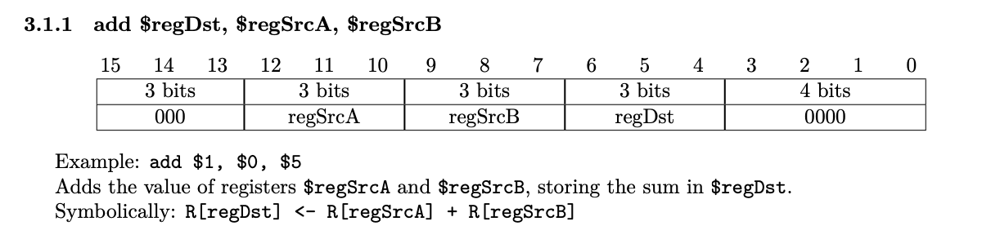 3.1.1 add $regDst, $regSrcA, $regSrcB
15 14 13 12 11 10 9 8 7 6 5 4 3 2 1 0
3 bits 3 bits 3 bits 3 bits 4 bits
000 regSrcA regSrcB regDst 0000
Example: add $1, $0, $5
Adds the value of registers $regSrcA and $regSrcB, storing the sum in $regDst.
Symbolically: R[regDst] <- R[regSrcA] + R[regSrcB]